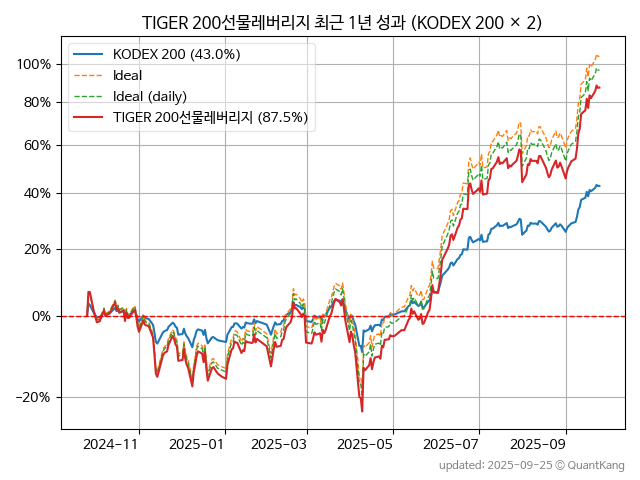 TIGER 200선물레버리지 최근 1년 성과 (KODEX 200 × 2)
KODEX 200 (43.0%)
Ideal
Ideal (daily)
TIGER 200선물레버리지 (87.5%)
100%
80%
60%
40%
20%
0%
−20%
2024-11 2025-01 2025-03 2025-05 2025-07 2025-09
updated: 2025-09-25 © QuantKang